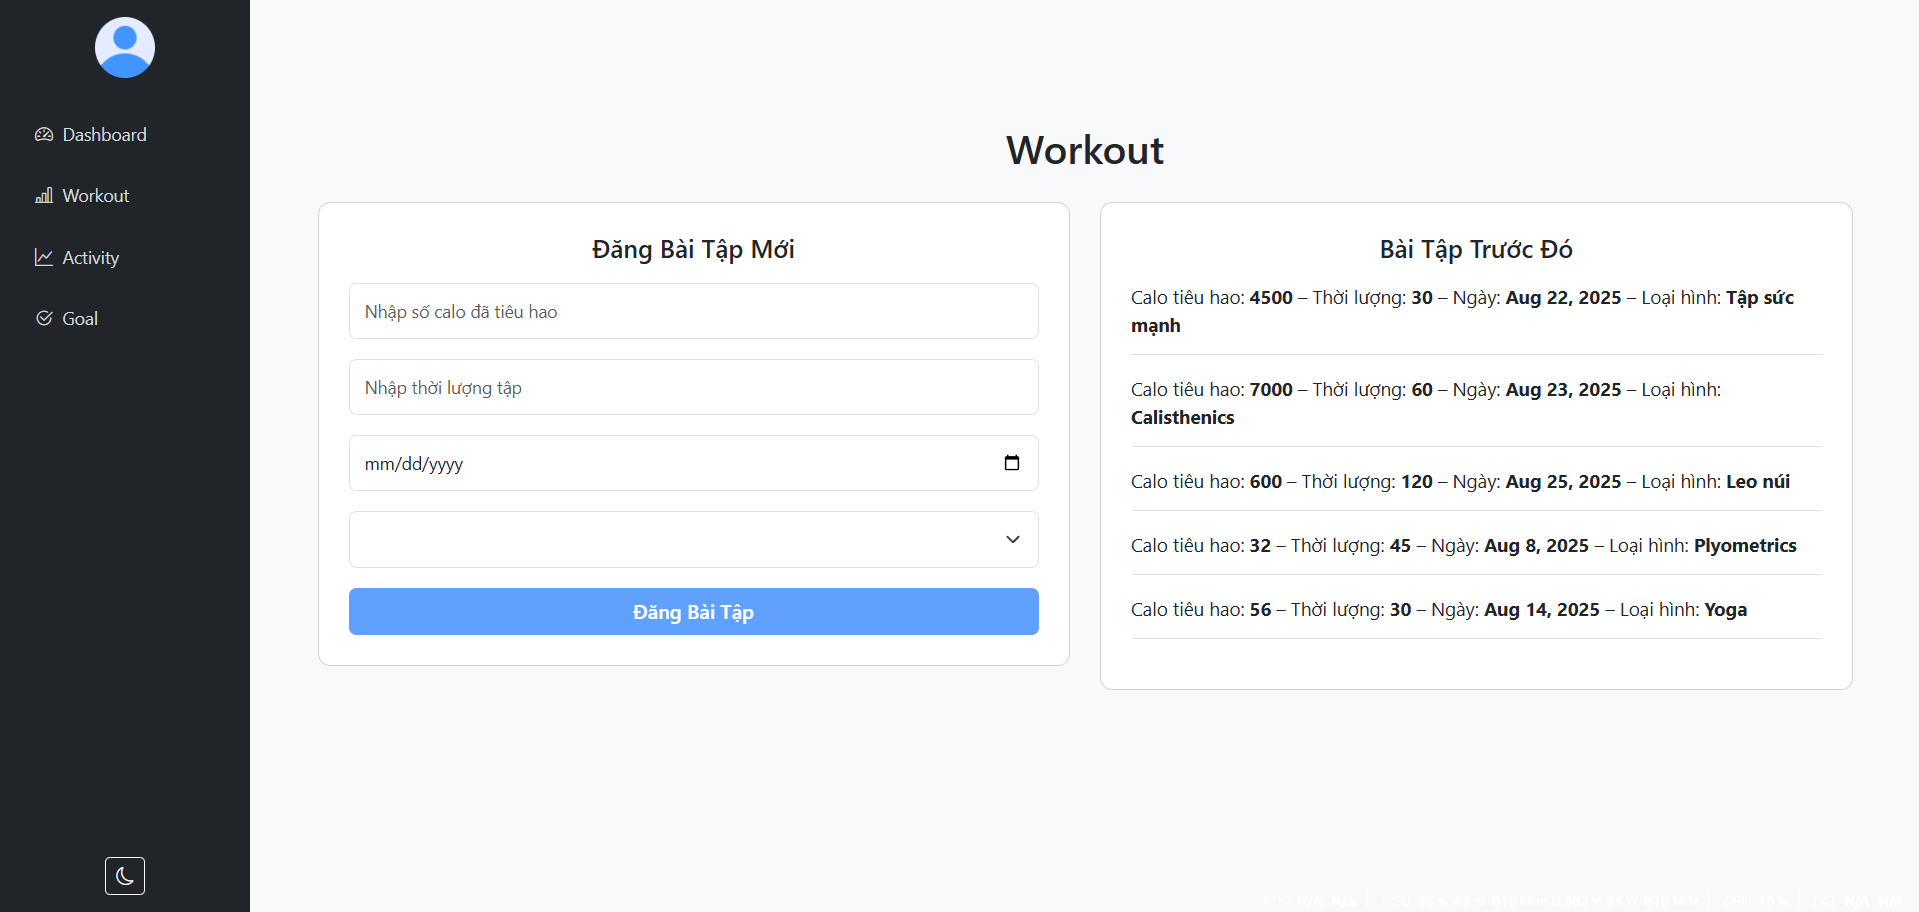 Dashboard
Workout
Activity
Goal
Workout
Đăng Bài Tập Mới
Nhập số calo đã tiêu hao
Nhập thời lượng tập
mm/dd/yyyy
Đăng Bài Tập
Bài Tập Trước Đó
Calo tiêu hao: 4500 – Thời lượng: 30 – Ngày: Aug 22, 2025 – Loại hình: Tập sức
mạnh
Calo tiêu hao: 7000 – Thời lượng: 60 – Ngày: Aug 23, 2025 – Loại hình:
Calisthenics
Calo tiêu hao: 600 – Thời lượng: 120 – Ngày: Aug 25, 2025 – Loại hình: Leo núi
Calo tiêu hao: 32 – Thời lượng: 45 – Ngày: Aug 8, 2025 – Loại hình: Plyometrics
Calo tiêu hao: 56 – Thời lượng: 30 – Ngày: Aug 14, 2025 – Loại hình: Yoga